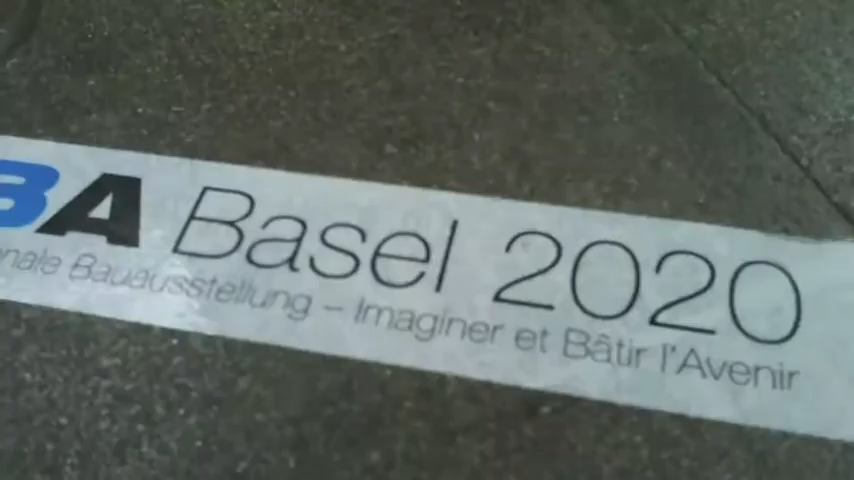 BA Basel 2020
nale Bauausstellung – Imaginer et Bâtir l'Avenir